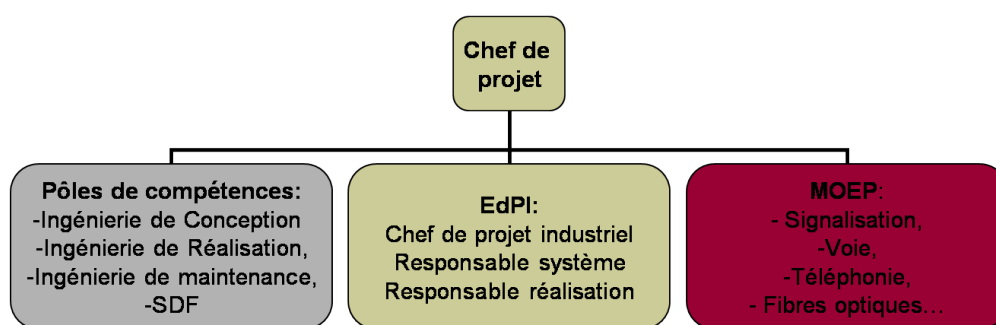 Chef de
projet
Pôles de compétences:
-Ingénierie de Conception
-Ingénierie de Réalisation,
-Ingénierie de maintenance,
-SDF
EdPI:
Chef de projet industriel
Responsable système
Responsable réalisation
MOEP:
- Signalisation,
-Voie,
-Téléphonie,
- Fibres optiques…